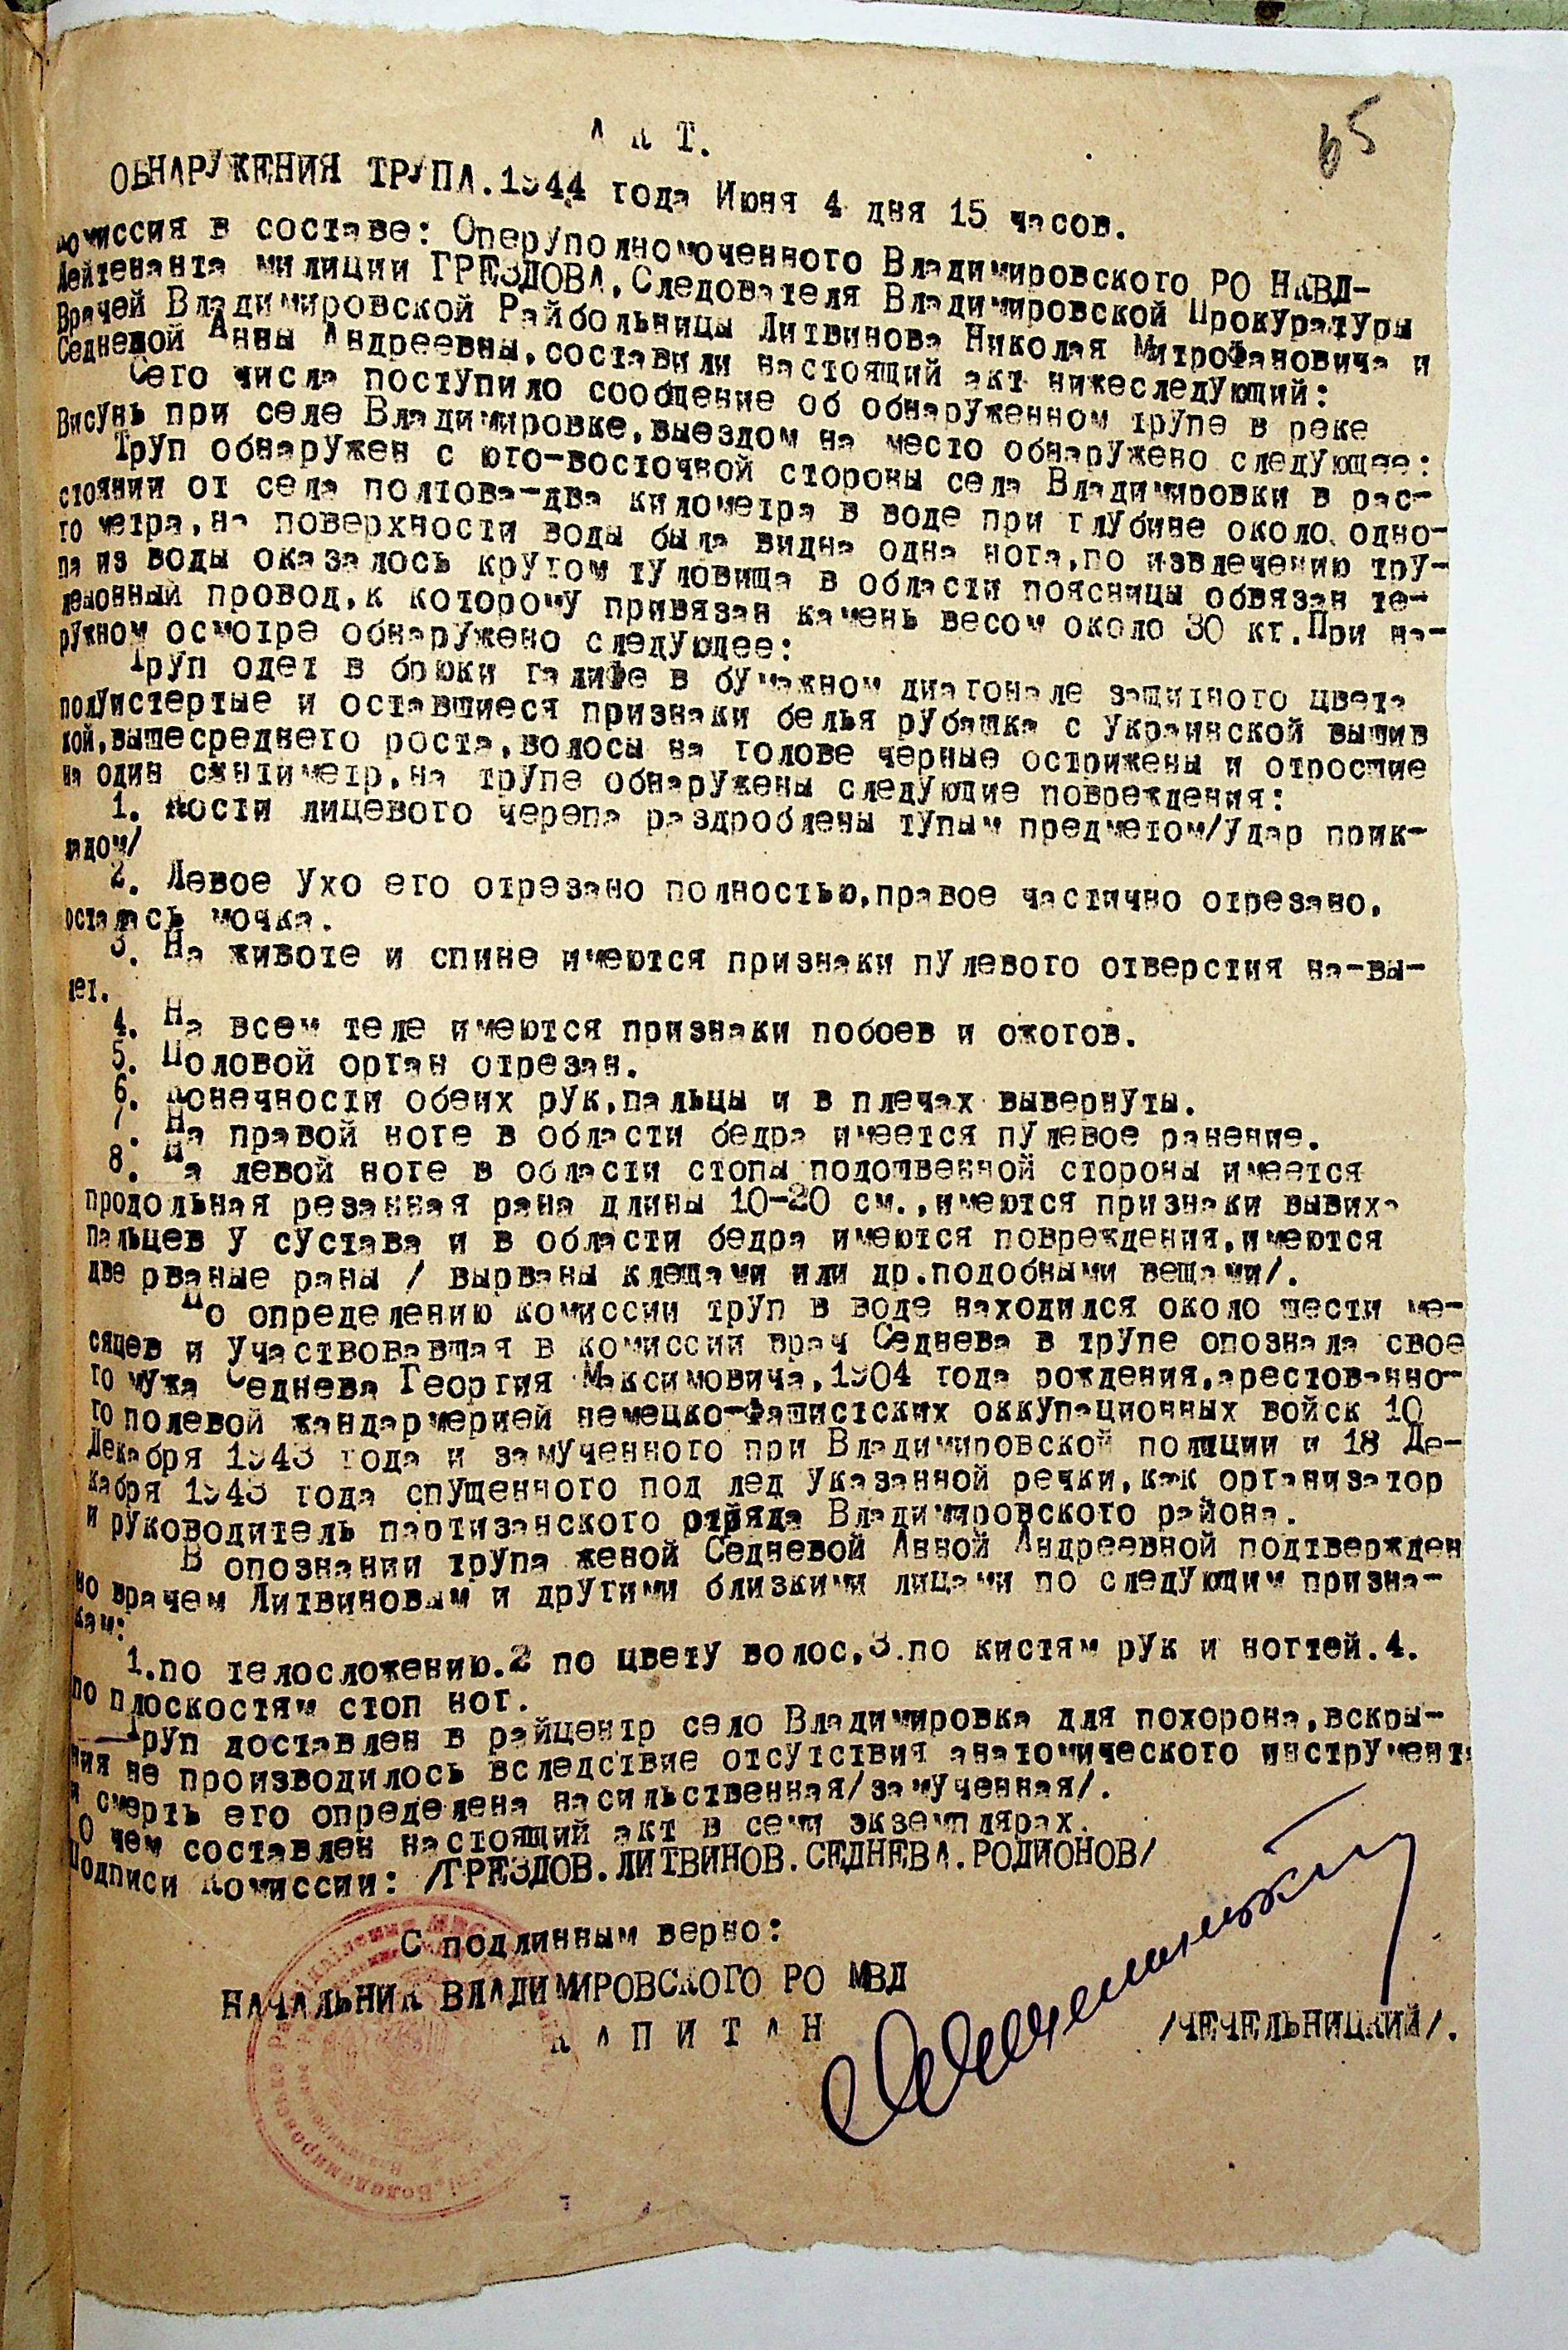 65
А К Т.
ОБНАРУЖЕНИЯ ТРУПА. 1944 года Июня 4 дня 15 часов.
Комиссия в составе: Оперуполномоченного Владимировского РО НКВД-
Лейтенанта милиции ГРЕЗДОВА, Следователя Владимировской Прокуратуры
Врачей Владимировской Райбольницы Литвинова Николая Митрофановича и
Седневой Анны Андреевны, составили настоящий акт нижеследующий:
Сего числа поступило сообщение об обнаруженном трупе в реке
Висунь при селе Владимировке, выездом на место обнаружено следующее:
Труп обнаружен с юго-восточной стороны села Владимировки в рас-
стоянии от села полтова-два километра в воде при глубине около одно-
го метра, на поверхности воды была видна одна нога, по извлечению тру-
па из воды оказалось кругом туловища в области поясницы обвязан те-
лефонный провод, к которому привязан камень весом около 30 кг. При на-
ружном осмотре обнаружено следующее:
Труп одет в брюки галифе в бумажном диагонале защитного цвета
полуистертые и оставшиеся признаки белья рубашка с украинской вышив
кой, вышесреднего роста, волосы на голове черные острижены и отросшие
на один сантиметр, на трупе обнаружены следующие повреждения:
1. Кости лицевого черепа раздроблены тупым предметом/удар прик-
ладом/
2. Левое ухо его отрезано полностью, правое частично отрезано,
осталась мочка.
3. На животе и спине имеются признаки пулевого отверстия на-вы-
лет.
4. На всем теле имеются признаки побоев и ожогов.
5. Половой орган отрезан.
6. Конечности обеих рук, пальцы и в плечах вывернуты.
7. На правой ноге в области бедра имеется пулевое ранение.
8. На левой ноге в области стопы подошвенной стороны имеется
продольная резанная рана длины 10-20 см., имеются признаки вывиха
пальцев у сустава и в области бедра имеются повреждения, имеются
две рваные раны / вырваны клещами или др. подобными вещами/.
По определению комиссии труп в воде находился около шести ме-
сяцев и участвовавшая в комиссии врач Седнева в трупе опознала свое
го мужа Седнева Георгия Максимовича, 1904 года рождения, арестованно-
го полевой жандармерией немецко-фашистских оккупационных войск 10
Декабря 1943 года и замученного при Владимировской полиции и 18 Де-
кабря 1943 года спущенного под лед указанной речки, как организатор
и руководитель партизанского отряда Владимировского района.
В опознании трупа женой Седневой Анной Андреевной подтвержден
но врачем Литвиновым и другими близкими лицами по следующим призна-
кам:
1. по телосложению. 2 по цвету волос, 3. по кистям рук и ногтей. 4.
по плоскостям стоп ног.
Труп доставлен в райцентр село Владимировка для похорона, вскры-
ния не производилось вследствие отсутствия анатомического инструмента
и смерть его определена насильственная/замученная/.
О чем составлен настоящий акт в семи экземплярах.
Подписи Комиссии: /ГРЕЗДОВ. ЛИТВИНОВ. СЕДНЕВА. РОДИОНОВ/
С подлинным верно:
НАЧАЛЬНИК ВЛАДИМИРОВСКОГО РО МВД
К А П И Т А Н
/ЧЕЧЕЛЬНИЦКИЙ/.